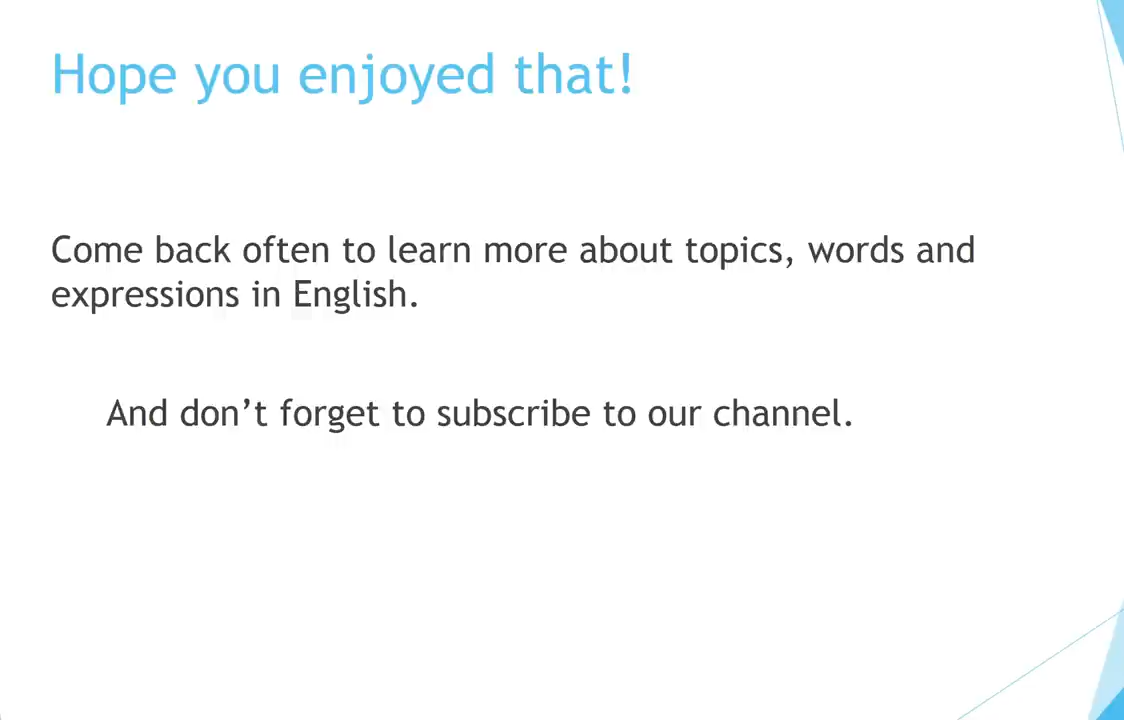 Hope you enjoyed that!
Come back often to learn more about topics, words and
expressions in English.
And don’t forget to subscribe to our channel.